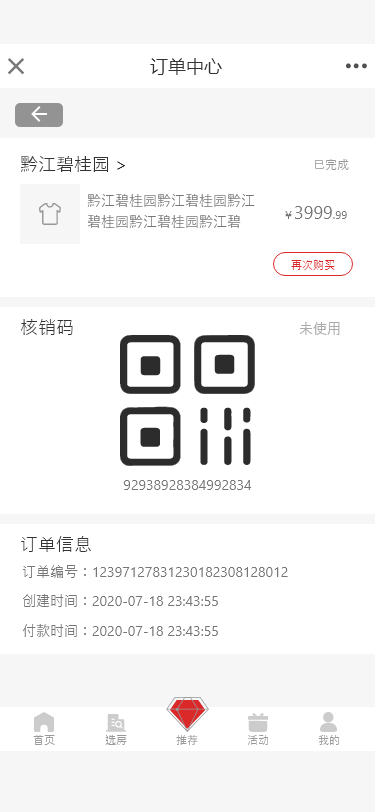 订单中心
黔江碧桂园 >
已完成
黔江碧桂园黔江碧桂园黔江
碧桂园黔江碧桂园黔江碧
¥3999.99
再次购买
核销码
未使用
92938928384992834
订单信息
订单编号：12397127831230182308128012
创建时间：2020-07-18 23:43:55
付款时间：2020-07-18 23:43:55
首页
选房
推荐
活动
我的